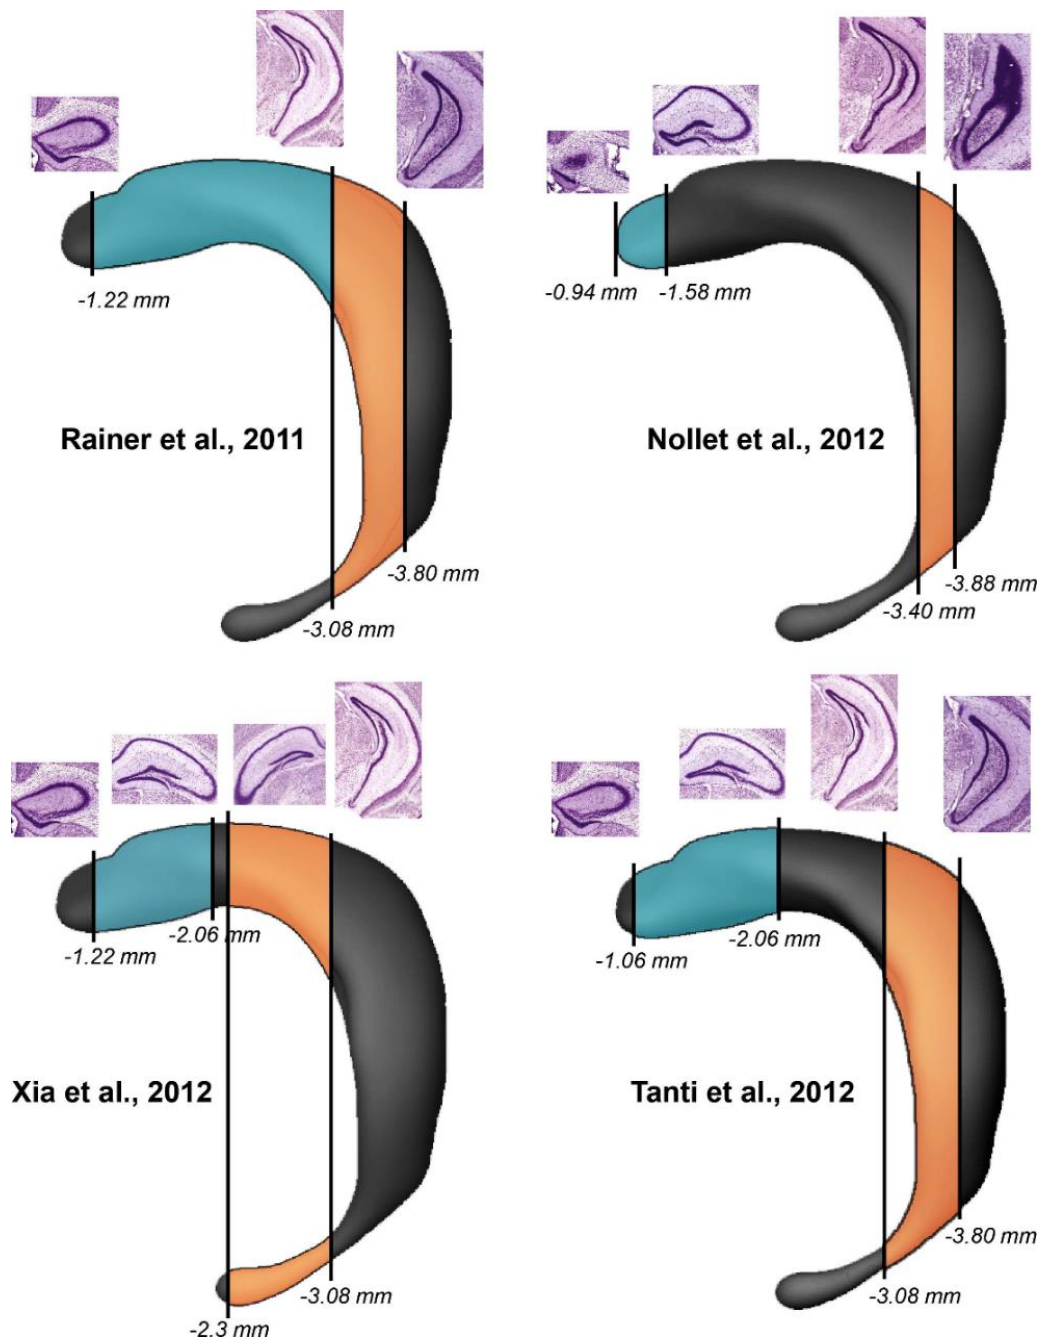 -1.22 mm
Rainer et al., 2011
-3.80 mm
-3.08 mm
-0.94 mm
-1.58 mm
Nollet et al., 2012
-3.88 mm
-3.40 mm
-2.06 mm
-1.22 mm
Xia et al., 2012
-3.08 mm
-2.3 mm
-2.06 mm
-1.06 mm
Tanti et al., 2012
-3.80 mm
-3.08 mm